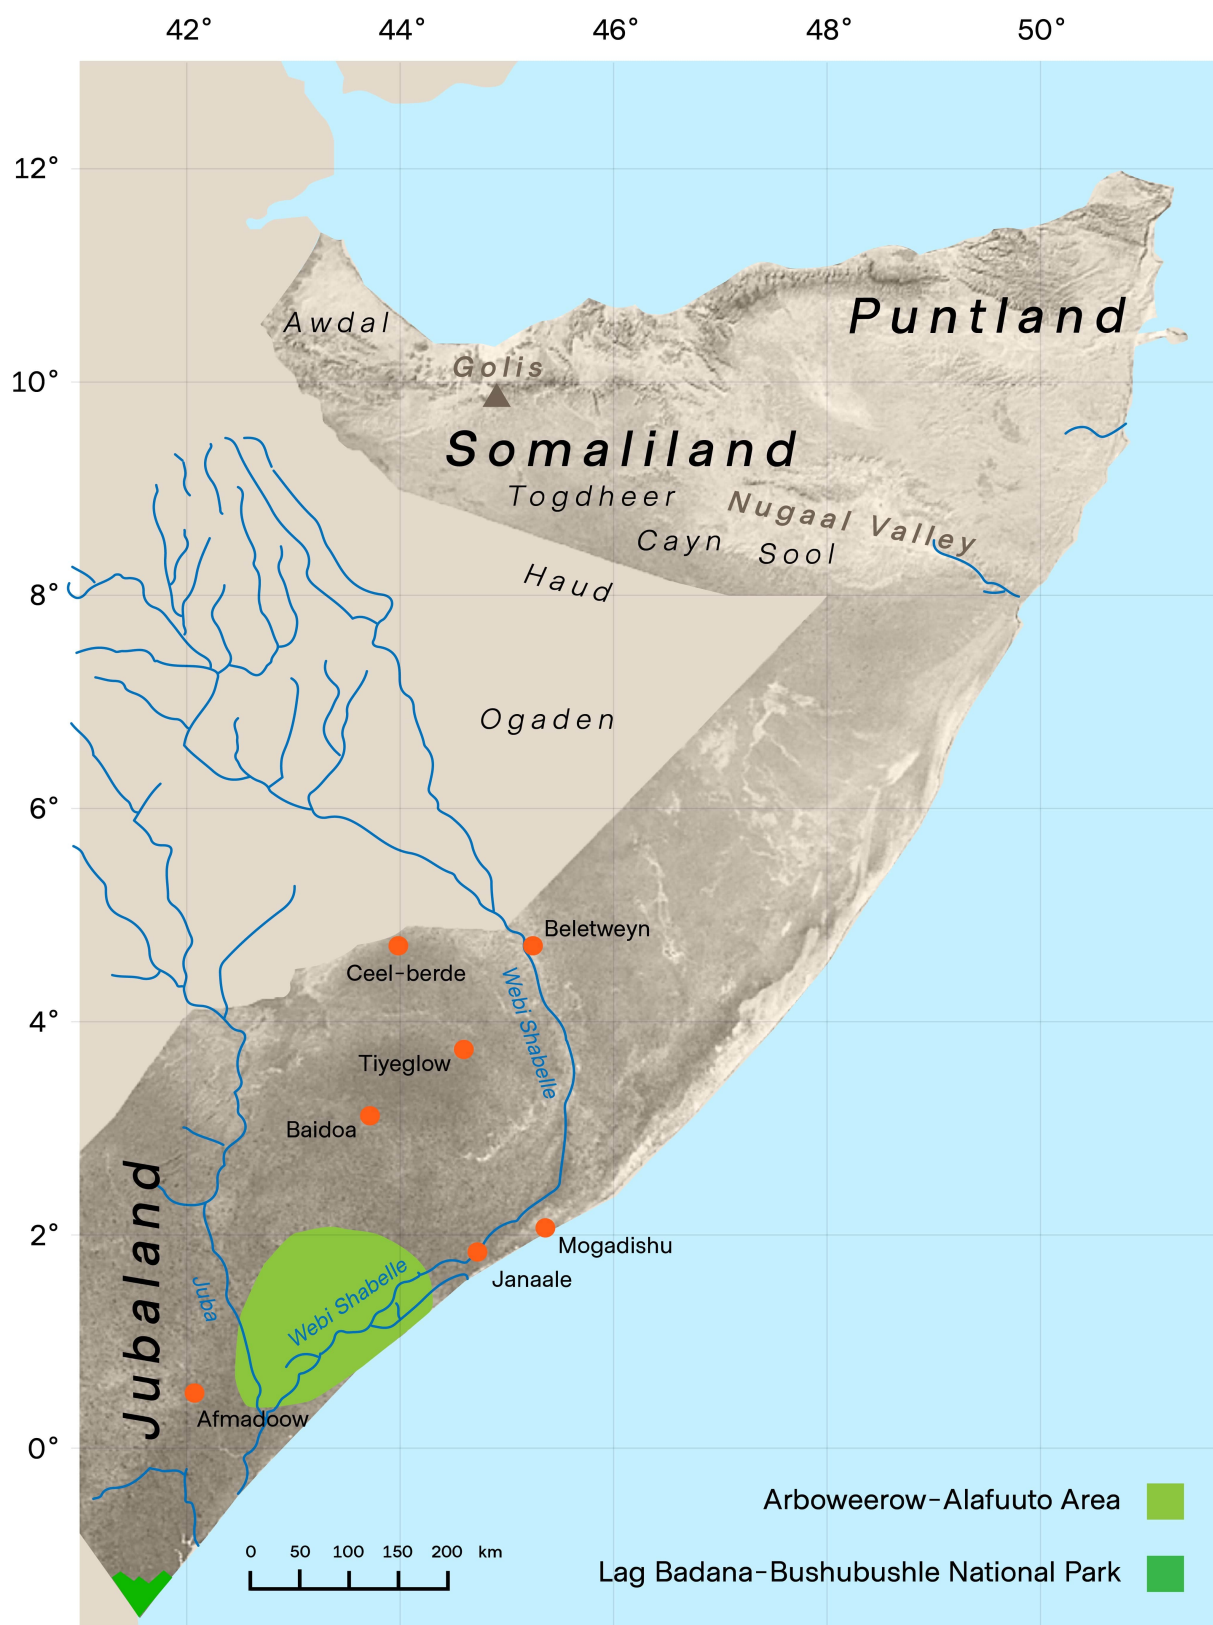 42° 44° 46° 48° 50°
12°
Puntland
Awdal
Golis
10°
Somaliland
Togdheer
Nugaal Valley
Cayn
Sool
Haud
8°
Ogaden
6°
Beletweyn
Ceel-berde
Webi Shabelle
4°
Tiyeglow
Baidoa
Jubaland
2°
Mogadishu
Janaale
Juba
Webi Shabelle
Afmadoow
0°
Arboweerow-Alafuuto Area
0 50 100 150 200 km
Lag Badana-Bushubushle National Park